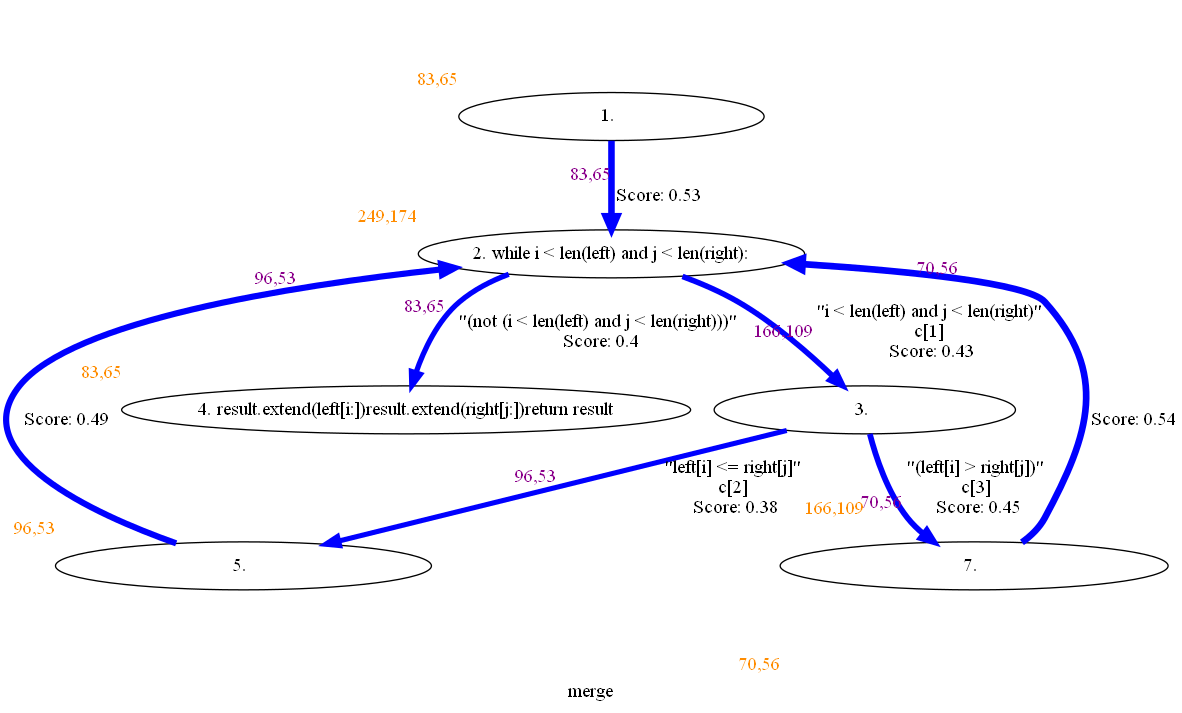 83,65
1.
83,65
Score: 0.53
249,174
2. while i < len(left) and j < len(right):
96,53
70,56
83,65
"(not (i < len(left) and j < len(right)))"
Score: 0.4
166,109
"i < len(left) and j < len(right)"
c[1]
Score: 0.43
83,65
4. result.extend(left[i:])result.extend(right[j:])return result
3.
Score: 0.49
Score: 0.54
96,53
"left[i] <= right[j]"
c[2]
Score: 0.38
166,109
70,56
"(left[i] > right[j])"
c[3]
Score: 0.45
96,53
5.
7.
70,56
merge